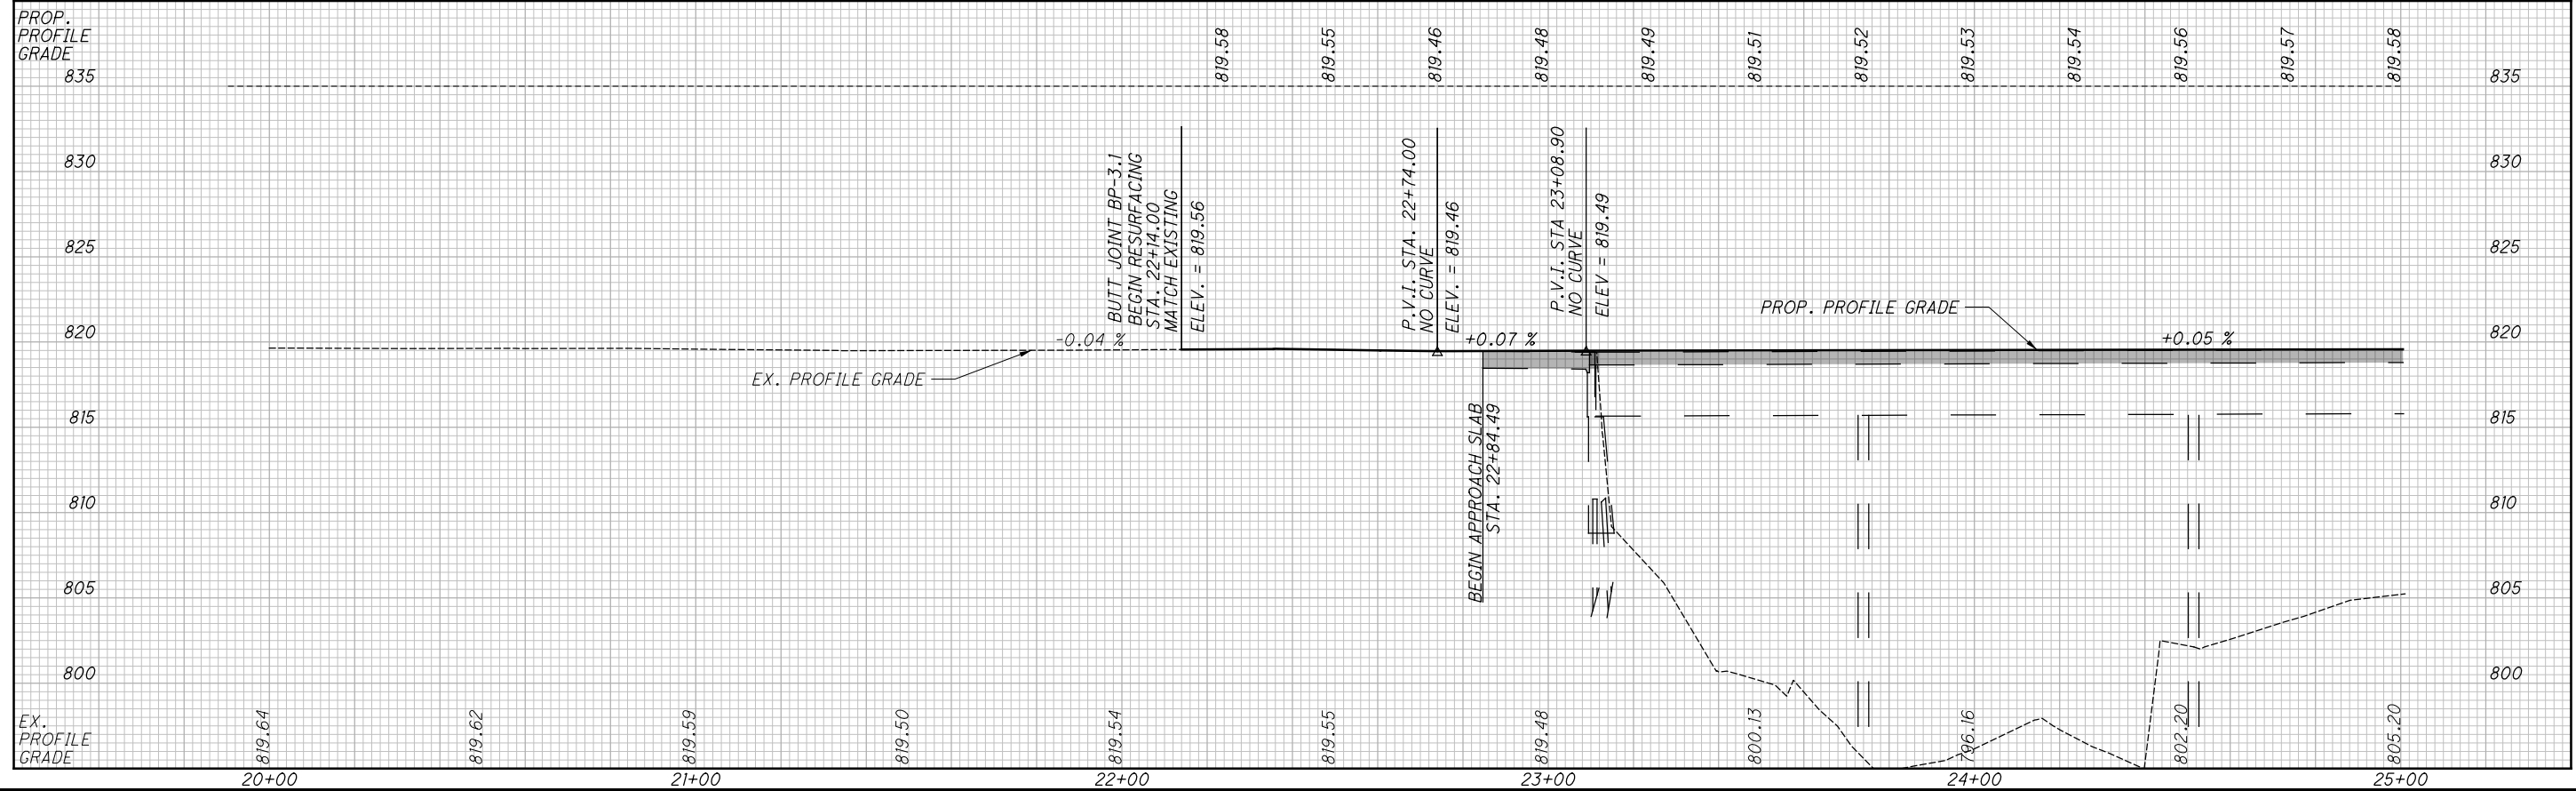 PROP.
PROFILE
GRADE
819.58
819.55
819.46
819.48
819.49
819.51
819.52
819.53
819.54
819.56
819.57
819.58
835
835
830
830
825
825
820
820
815
815
810
810
805
805
800
800
BUTT JOINT BP-3.1
BEGIN RESURFACING
STA. 22+14.00
MATCH EXISTING
ELEV. = 819.56
P.V.I. STA. 22+74.00
NO CURVE
ELEV. = 819.46
P.V.I. STA 23+08.90
NO CURVE
ELEV = 819.49
PROP. PROFILE GRADE
-0.04 %
+0.07 %
+0.05 %
EX. PROFILE GRADE
BEGIN APPROACH SLAB
STA. 22+84.49
EX.
PROFILE
GRADE
819.64
819.62
819.59
819.50
819.54
819.55
819.48
800.13
796.16
802.20
805.20
20+00
21+00
22+00
23+00
24+00
25+00